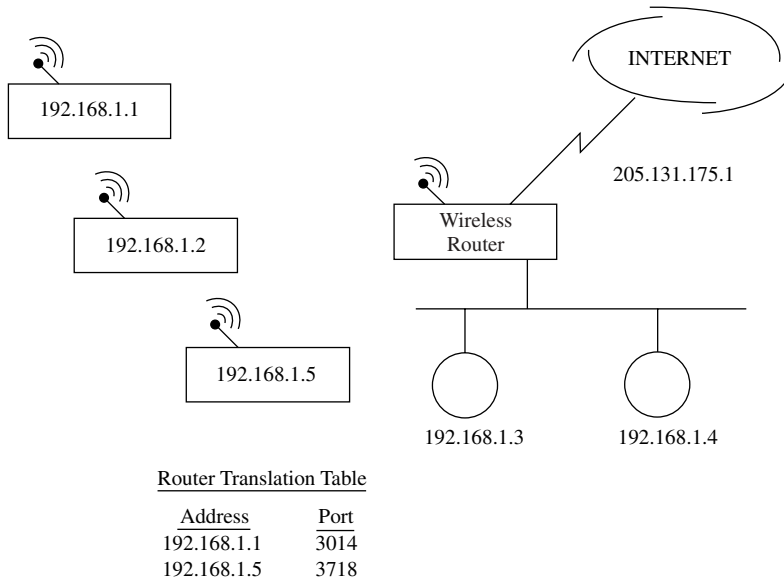 INTERNET
192.168.1.1
205.131.175.1
Wireless
Router
192.168.1.2
192.168.1.5
192.168.1.3
192.168.1.4
Router Translation Table
Address Port
192.168.1.1 3014
192.168.1.5 3718